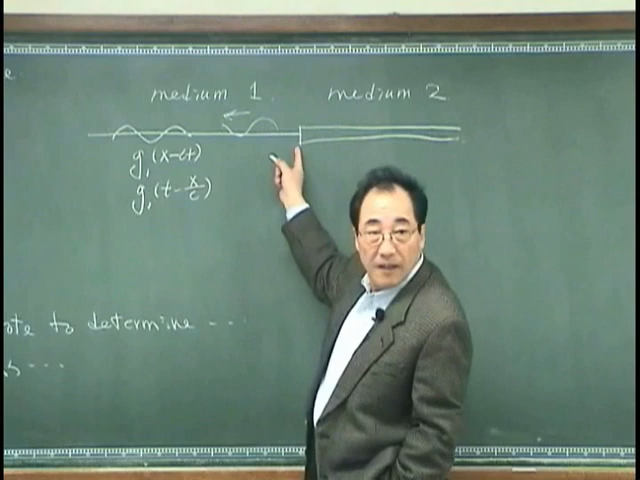 e.
medium 1 medium 2
g₁(x-ct)
g₁(t-x/c)
ote to determine ...